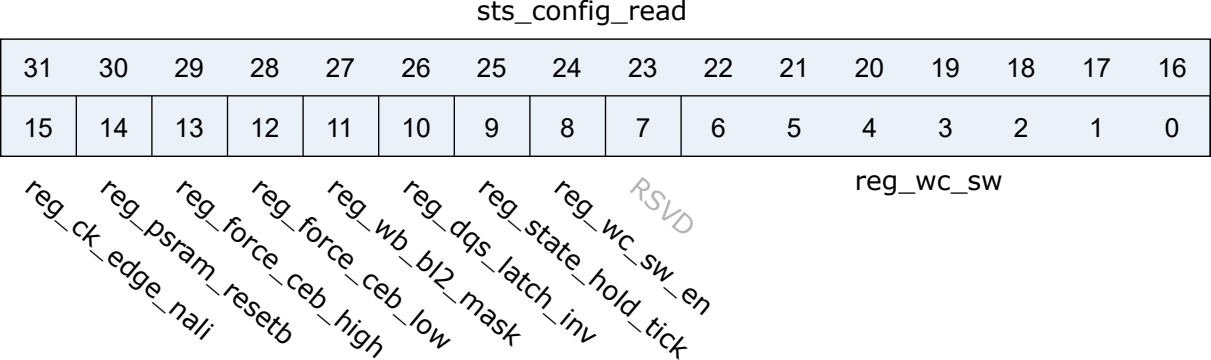 sts_config_read
31 30 29 28 27 26 25 24 23 22 21 20 19 18 17 16
15 14 13 12 11 10 9 8 7 6 5 4 3 2 1 0
reg_ck_edge_nali
reg_psram_resetb
reg_force_ceb_high
reg_force_ceb_low
reg_wb_bl2_mask
reg_dqs_latch_inv
reg_state_hold_tick
reg_wc_sw_en
RSVD
reg_wc_sw